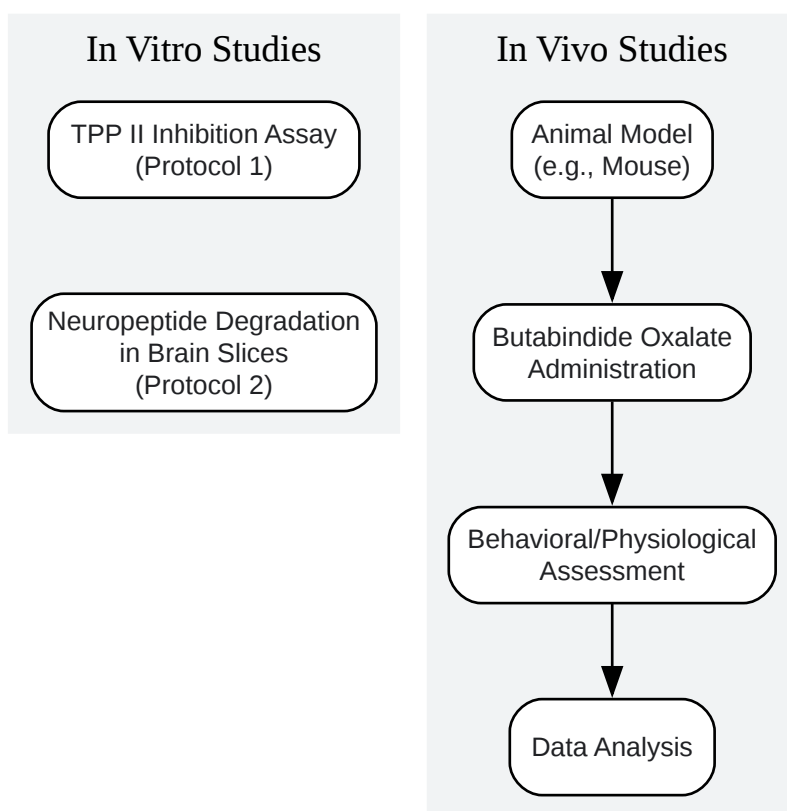 In Vitro Studies
TPP II Inhibition Assay
(Protocol 1)
Neuropeptide Degradation
in Brain Slices
(Protocol 2)
In Vivo Studies
Animal Model
(e.g., Mouse)
Butabindide Oxalate
Administration
Behavioral/Physiological
Assessment
Data Analysis